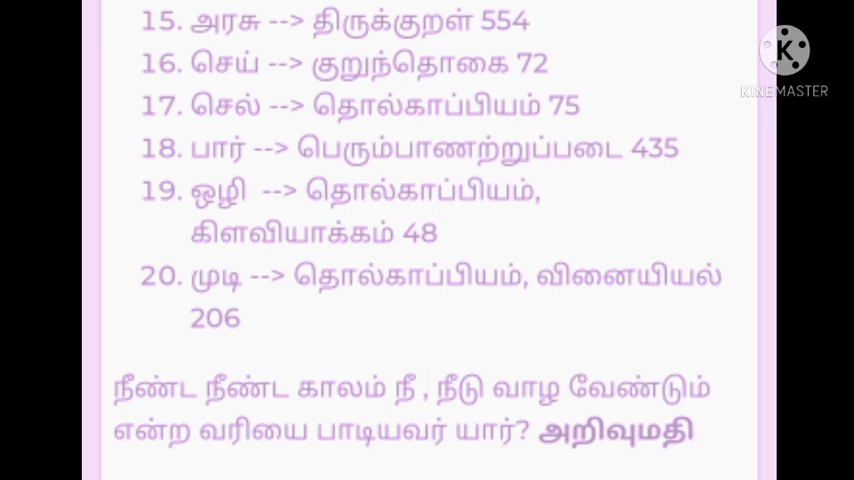 15. அரசு --> திருக்குறள் 554
16. செய் --> குறுந்தொகை 72
17. செல் --> தொல்காப்பியம் 75
18. பார் --> பெரும்பாணற்றுப்படை 435
19. ஒழி --> தொல்காப்பியம்,
கிளவியாக்கம் 48
20. முடி --> தொல்காப்பியம், வினையியல்
206
நீண்ட நீண்ட காலம் நீ , நீடு வாழ வேண்டும்
என்ற வரியை பாடியவர் யார்? அறிவுமதி
K
KINEMASTER